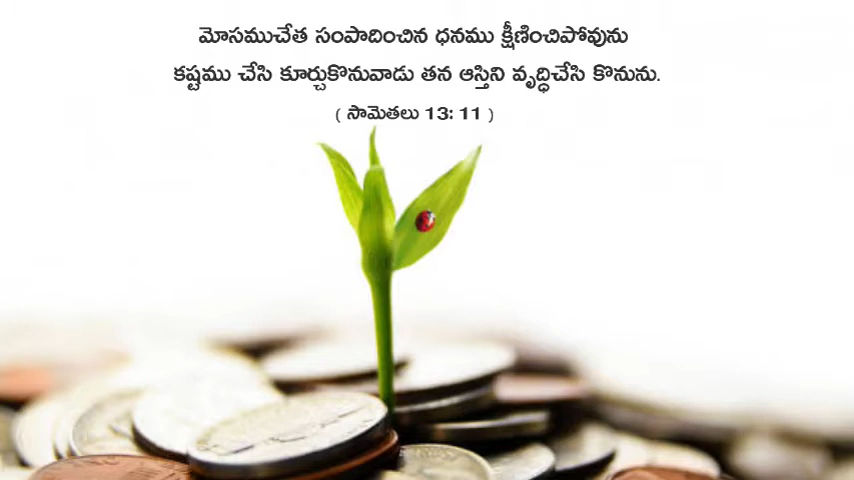 మోసముచేత సంపాదించిన ధనము క్షీణించిపోవును
కష్టము చేసి కూర్చుకొనువాడు తన ఆస్తిని వృద్ధిచేసి కొనును.
( సామెతలు 13: 11 )